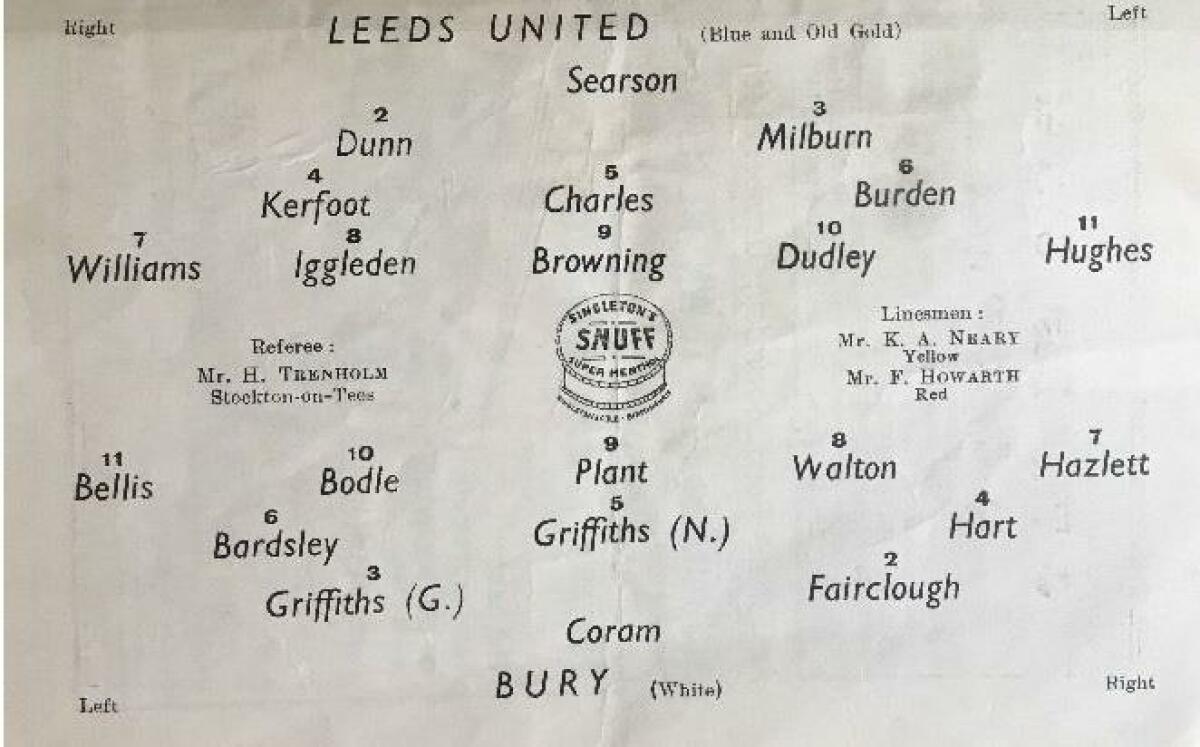 Right LEEDS UNITED (Blue and Old Gold) Left
Searson
2 3
Dunn Milburn
4 5 6
Kerfoot Charles Burden
7 8 9 10 11
Williams Iggleden Browning Dudley Hughes
Referee :
Mr. H. TRENHOLM
Stockton-on-Tees
SINGLETON'S
SNUFF
SUPER MENTHOL
Linesmen :
Mr. K. A. NEARY
Yellow
Mr. F. HOWARTH
Red
11 10 9 8 7
Bellis Bodle Plant Walton Hazlett
6 5 4
Bardsley Griffiths (N.) Hart
3 2
Griffiths (G.) Fairclough
Coram
Left BURY (White) Right